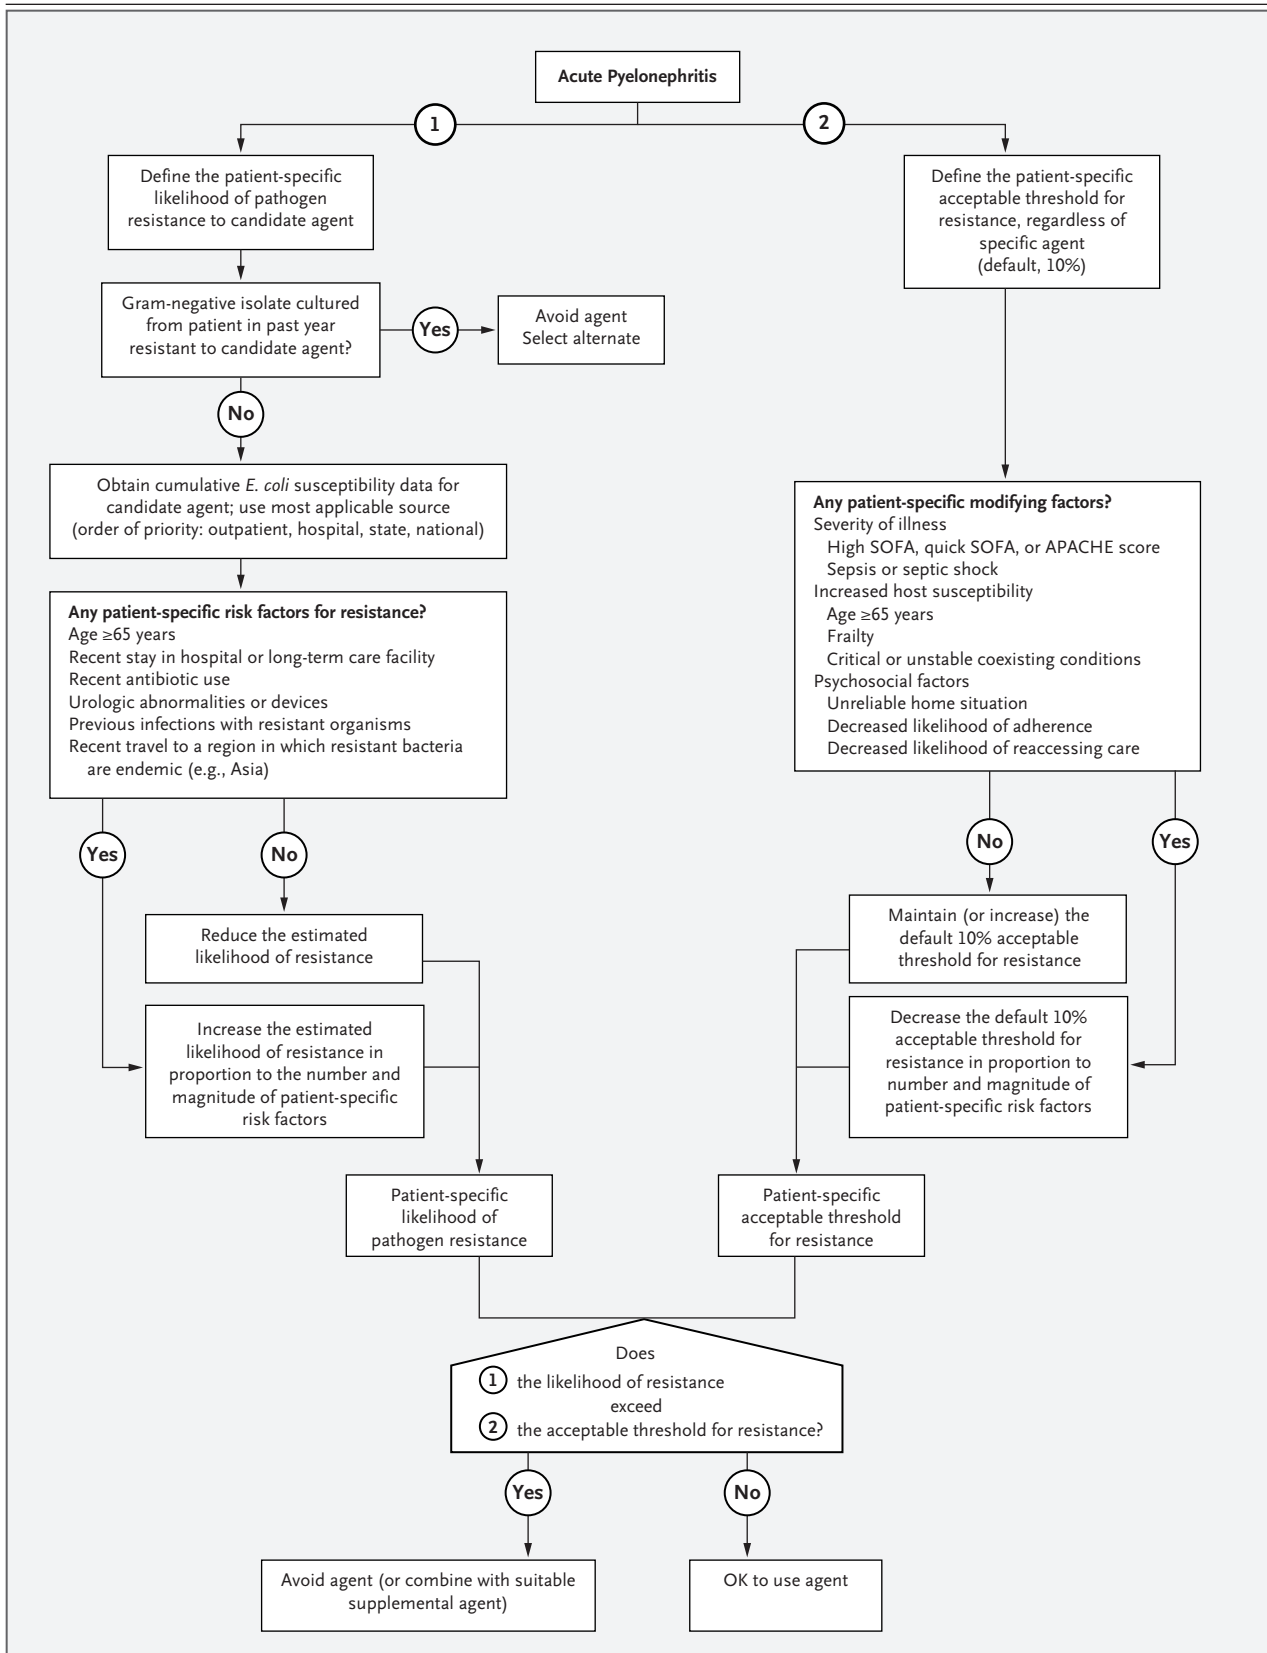 Acute Pyelonephritis
1
2
Define the patient-specific
likelihood of pathogen
resistance to candidate agent
Define the patient-specific
acceptable threshold for
resistance, regardless of
specific agent
(default, 10%)
Gram-negative isolate cultured
from patient in past year
resistant to candidate agent?
Yes
Avoid agent
Select alternate
No
Obtain cumulative E. coli susceptibility data for
candidate agent; use most applicable source
(order of priority: outpatient, hospital, state, national)
Any patient-specific risk factors for resistance?
Age ≥65 years
Recent stay in hospital or long-term care facility
Recent antibiotic use
Urologic abnormalities or devices
Previous infections with resistant organisms
Recent travel to a region in which resistant bacteria
are endemic (e.g., Asia)
Any patient-specific modifying factors?
Severity of illness
High SOFA, quick SOFA, or APACHE score
Sepsis or septic shock
Increased host susceptibility
Age ≥65 years
Frailty
Critical or unstable coexisting conditions
Psychosocial factors
Unreliable home situation
Decreased likelihood of adherence
Decreased likelihood of reaccessing care
Yes
No
No
Yes
Reduce the estimated
likelihood of resistance
Increase the estimated
likelihood of resistance in
proportion to the number and
magnitude of patient-specific
risk factors
Maintain (or increase) the
default 10% acceptable
threshold for resistance
Decrease the default 10%
acceptable threshold for
resistance in proportion to
number and magnitude of
patient-specific risk factors
Patient-specific
likelihood of
pathogen resistance
Patient-specific
acceptable threshold
for resistance
Does
1 the likelihood of resistance
exceed
2 the acceptable threshold for resistance?
Yes
No
Avoid agent (or combine with suitable
supplemental agent)
OK to use agent